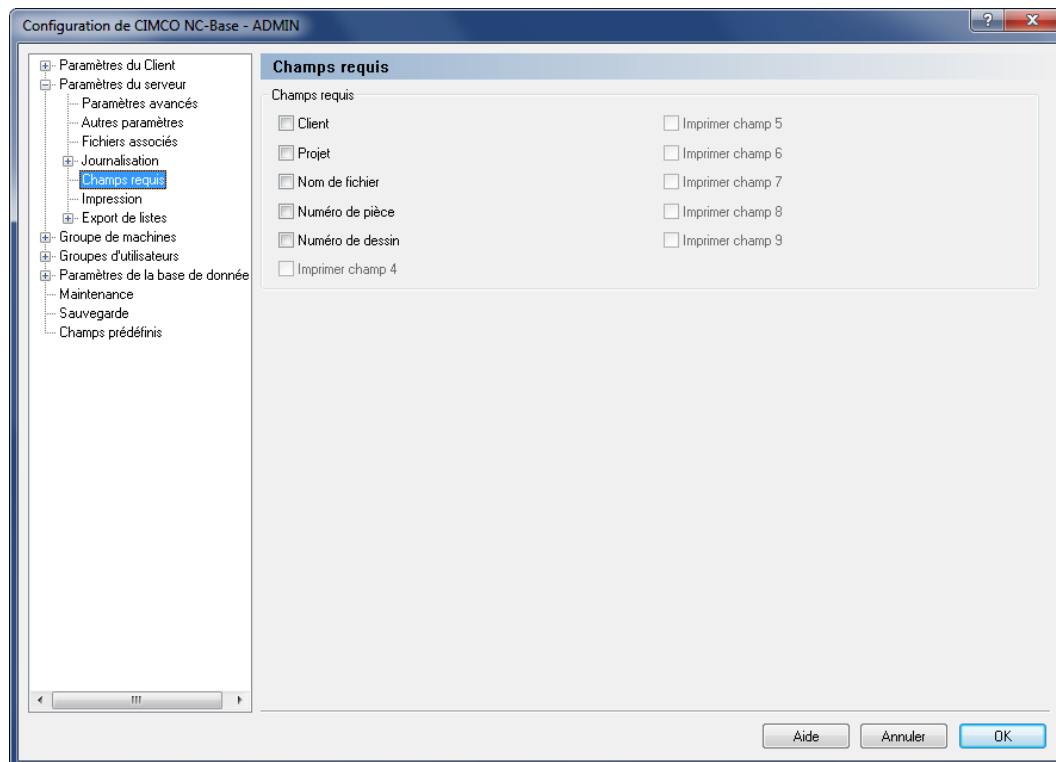 Configuration de CIMCO NC-Base - ADMIN
Paramètres du Client
Paramètres du serveur
Paramètres avancés
Autres paramètres
Fichiers associés
Journalisation
Champs requis
Impression
Export de listes
Groupe de machines
Groupes d'utilisateurs
Paramètres de la base de donnée
Maintenance
Sauvegarde
Champs prédéfinis
Champs requis
Champs requis
Client
Projet
Nom de fichier
Numéro de pièce
Numéro de dessin
Imprimer champ 4
Imprimer champ 5
Imprimer champ 6
Imprimer champ 7
Imprimer champ 8
Imprimer champ 9
Aide
Annuler
OK